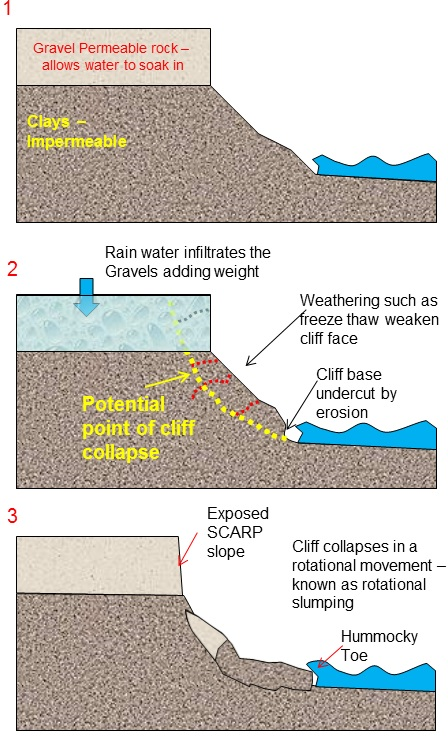 1
Gravel Permeable rock –
allows water to soak in
Clays –
Impermeable
2
Rain water infiltrates the
Gravels adding weight
Weathering such as
freeze thaw weaken
cliff face
Cliff base
undercut by
erosion
Potential
point of cliff
collapse
3
Exposed
SCARP
slope
Cliff collapses in a
rotational movement –
known as rotational
slumping
Hummocky
Toe